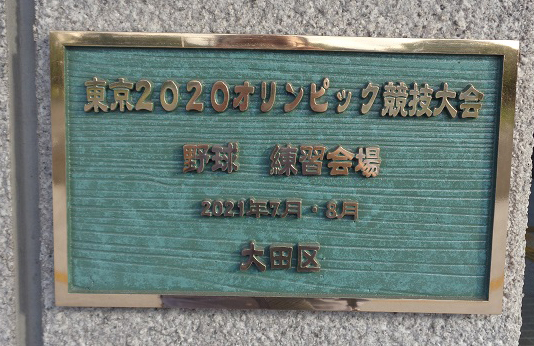 東京2020オリンピック競技大会
野球　練習会場
2021年7月・8月
大田区